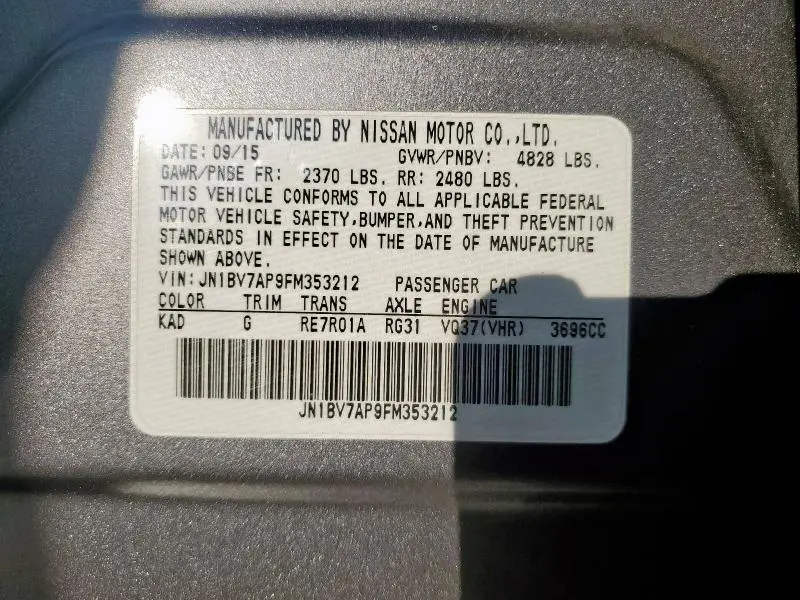 MANUFACTURED BY NISSAN MOTOR CO.,LTD.
DATE: 09/15 GVWR/PNBV: 4828 LBS.
GAWR/PNBE FR: 2370 LBS. RR: 2480 LBS.
THIS VEHICLE CONFORMS TO ALL APPLICABLE FEDERAL
MOTOR VEHICLE SAFETY,BUMPER,AND THEFT PREVENTION
STANDARDS IN EFFECT ON THE DATE OF MANUFACTURE
SHOWN ABOVE.
VIN:JN1BV7AP9FM353212 PASSENGER CAR
COLOR TRIM TRANS AXLE ENGINE
KAD G RE7R01A RG31 VQ37(VHR) 3696CC
JN1BV7AP9FM353212